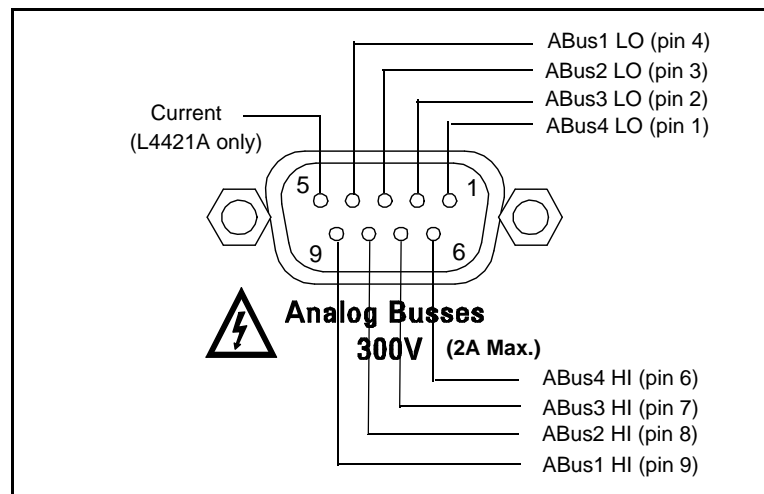 ABus1 LO (pin 4)
ABus2 LO (pin 3)
ABus3 LO (pin 2)
ABus4 LO (pin 1)
Current
(L4421A only)
5
1
9
6
Analog Busses
300V (2A Max.)
ABus4 HI (pin 6)
ABus3 HI (pin 7)
ABus2 HI (pin 8)
ABus1 HI (pin 9)